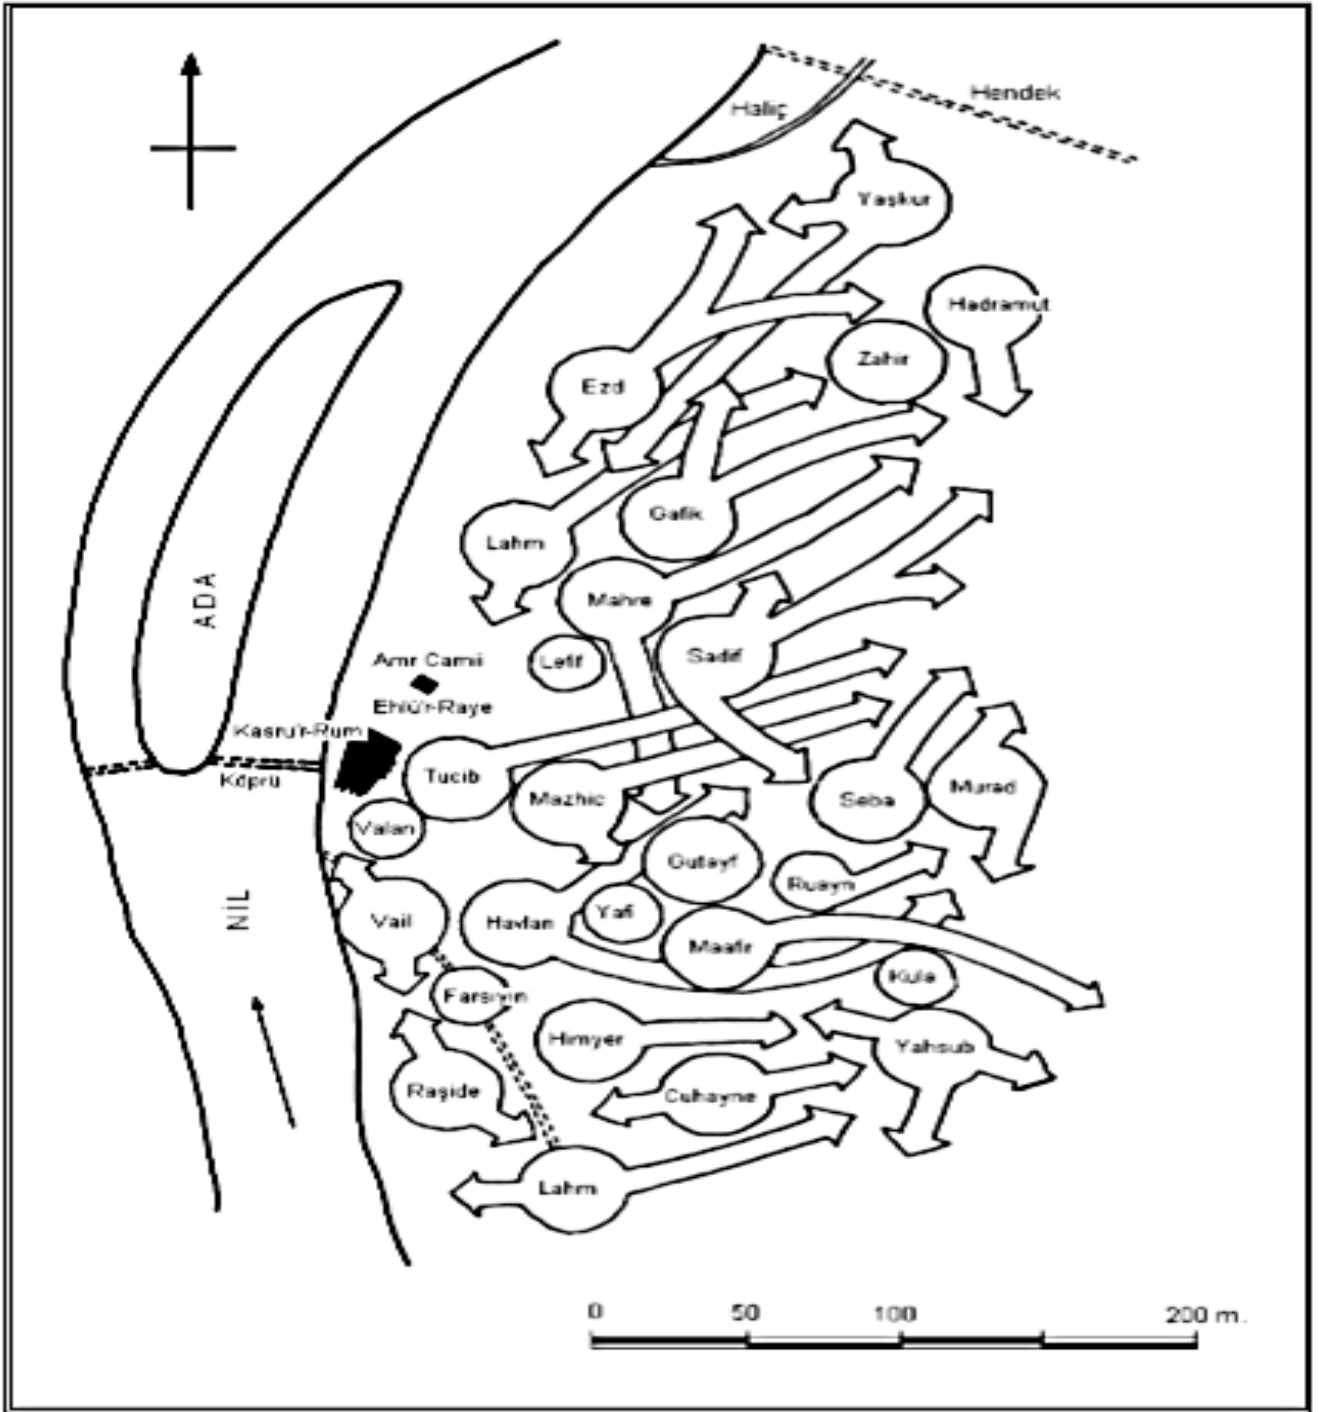 Hendek
Haliç
Yaşkur
Hadramut
Zahir
Ezd
Gafik
Lahm
Mahre
ADA
Sadif
Lefif
Amr Camii
Ehlü'r-Raye
Kasru'r-Rum
Köprü
Tucib
Mazhic
Seba
Murad
Valan
Gutayf
Ruayn
NİL
Vail
Havlan
Yafi
Maafir
Kula
Farsiyin
Himyer
Yahsub
Raşide
Cuhayne
Lahm
0 50 100 200 m.